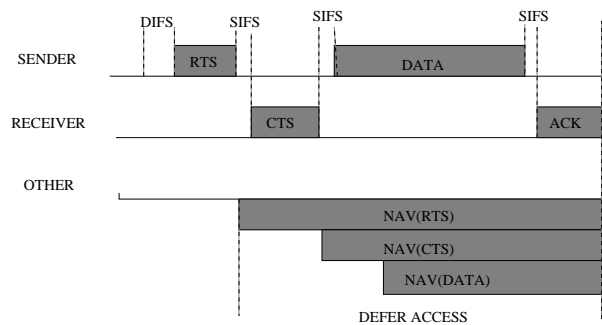 DIFS SIFS SIFS SIFS
SENDER RTS DATA
RECEIVER CTS ACK
OTHER
NAV(RTS)
NAV(CTS)
NAV(DATA)
DEFER ACCESS